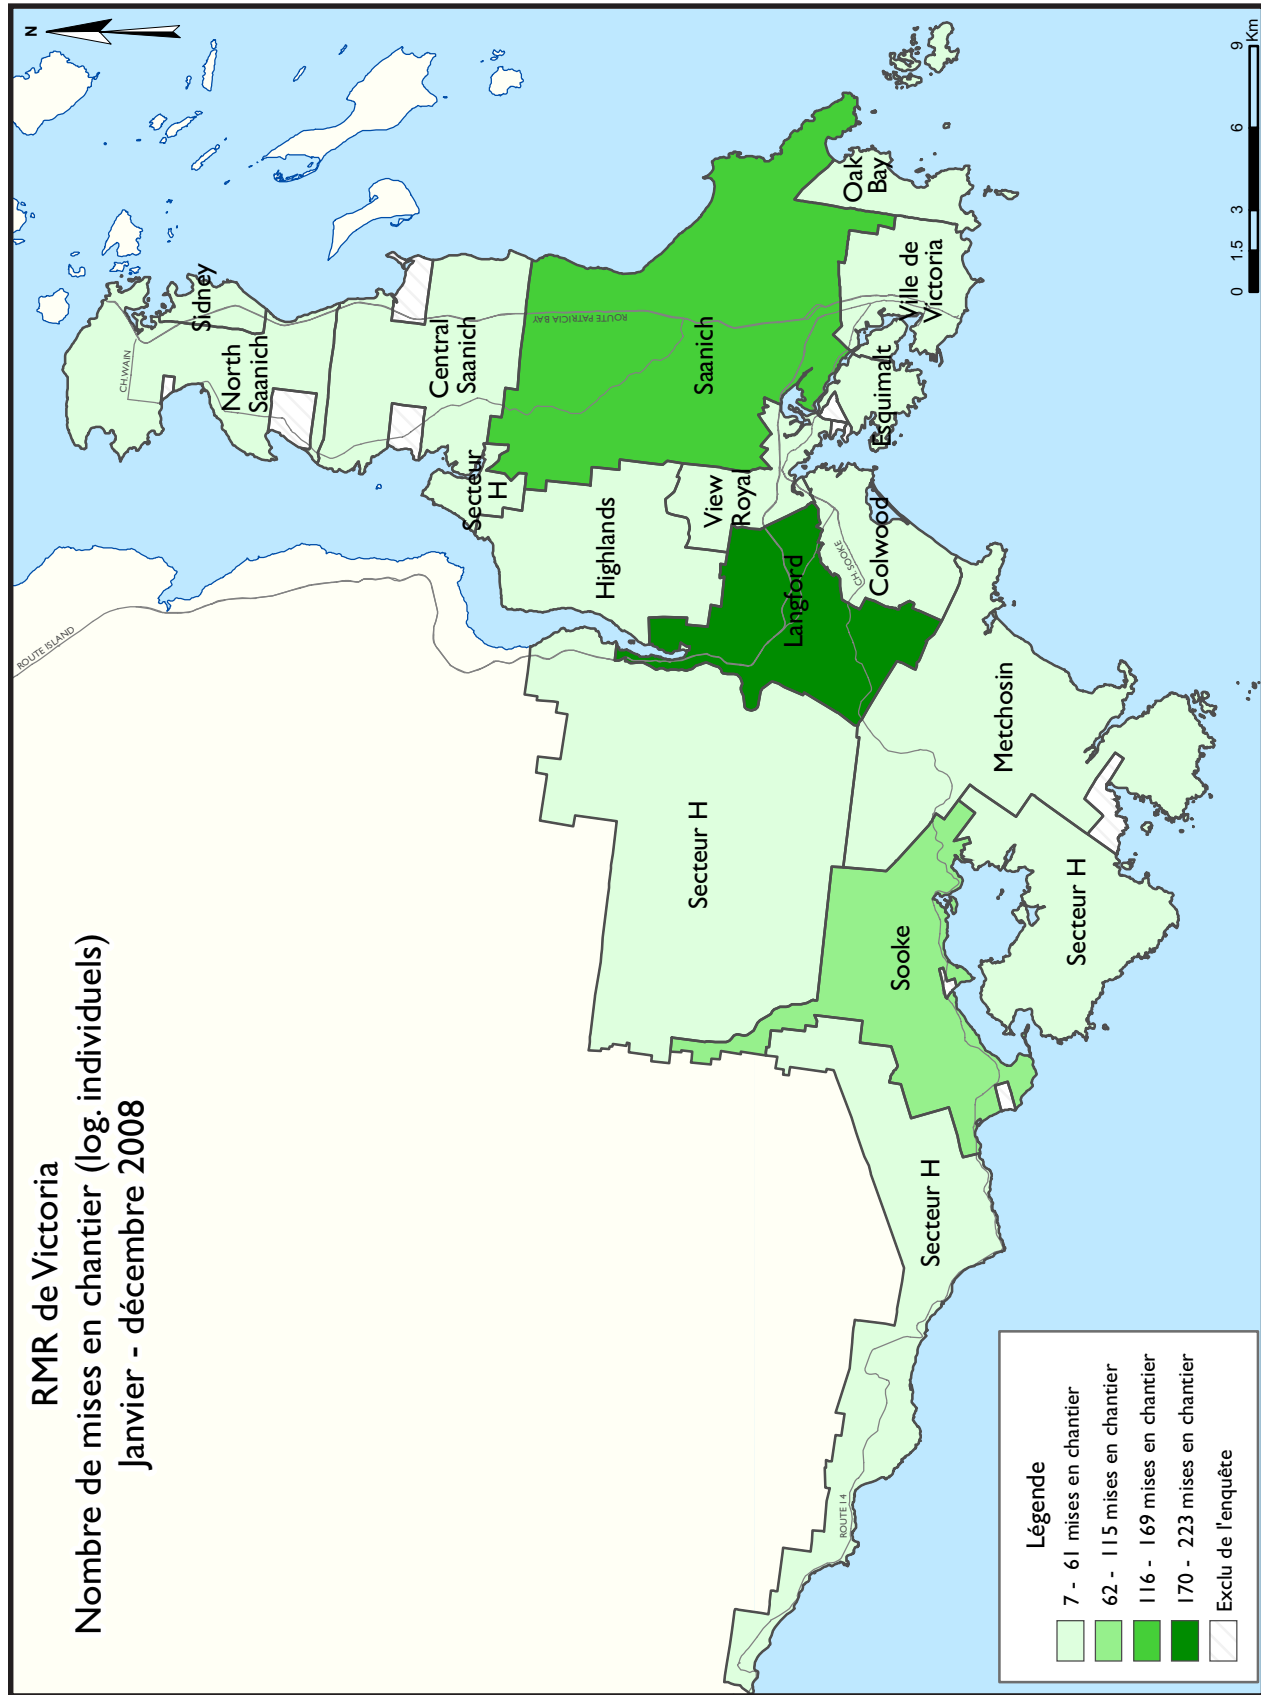 RMR de Victoria
Nombre de mises en chantier (log. individuels)
Janvier - décembre 2008
N
ROUTE ISLAND
CH.WAIN
Sidney
North
Saanich
Central
Saanich
ROUTE PATRICIA BAY
Saanich
Secteur
H
Highlands
View
Royal
Oak
Bay
Ville de
Victoria
Esquimalt
Langford
CH. SOOKE
Colwood
Metchosin
Secteur H
Sooke
Secteur H
Secteur H
ROUTE 14
Légende
7 - 61 mises en chantier
62 - 115 mises en chantier
116 - 169 mises en chantier
170 - 223 mises en chantier
Exclu de l'enquête
0 1.5 3 6 9
Km